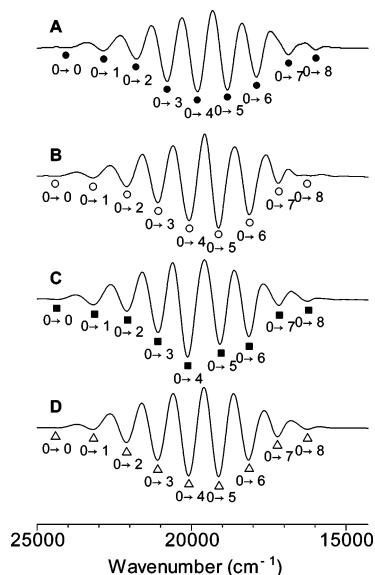 A
0→ 0 0→ 1 0→ 2 0→ 3 0→ 4 0→ 5 0→ 6 0→ 7 0→ 8
B
0→ 0 0→ 1 0→ 2 0→ 3 0→ 4 0→ 5 0→ 6 0→ 7 0→ 8
C
0→ 0 0→ 1 0→ 2 0→ 3 0→ 4 0→ 5 0→ 6 0→ 7 0→ 8
D
0→ 0 0→ 1 0→ 2 0→ 3 0→ 4 0→ 5 0→ 6 0→ 7 0→ 8
25000 20000 15000
Wavenumber (cm⁻¹)